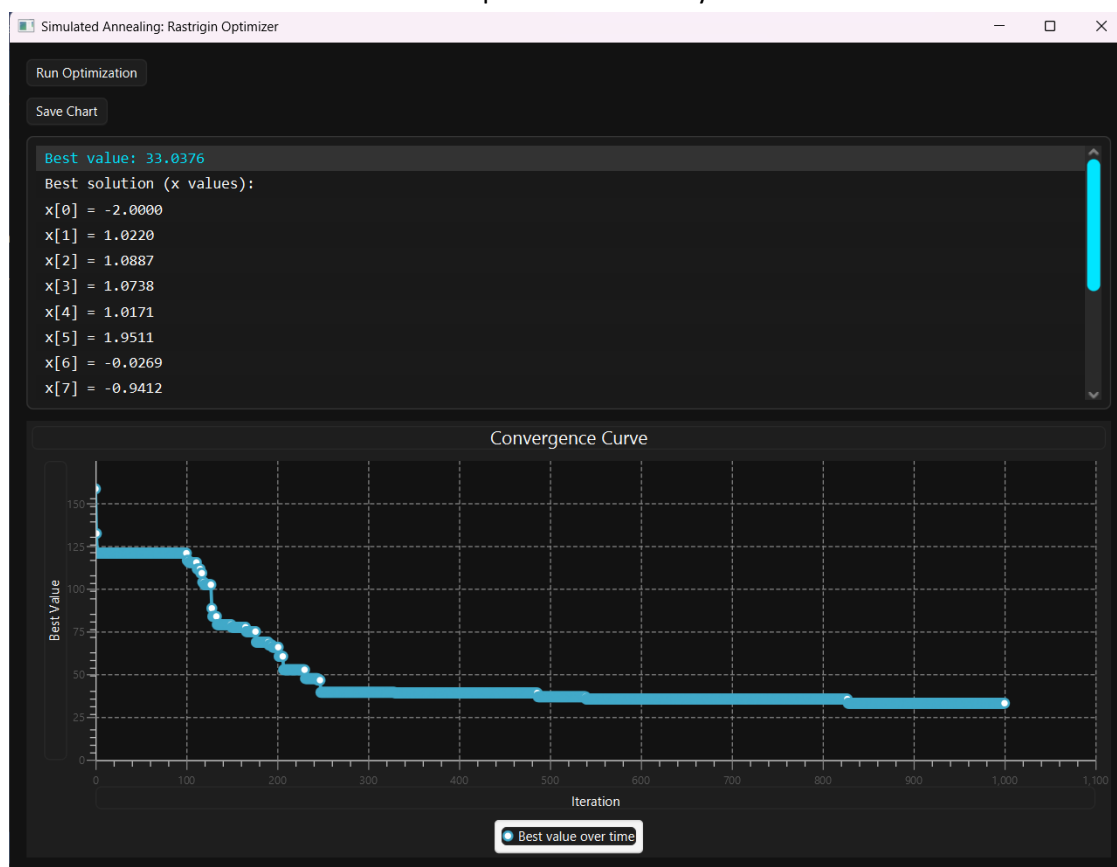 Simulated Annealing: Rastrigin Optimizer
Run Optimization
Save Chart
Best value: 33.0376
Best solution (x values):
x[0] = -2.0000
x[1] = 1.0220
x[2] = 1.0887
x[3] = 1.0738
x[4] = 1.0171
x[5] = 1.9511
x[6] = -0.0269
x[7] = -0.9412
Convergence Curve
Best Value
150
125
100
75
50
25
0
0 100 200 300 400 500 600 700 800 900 1,000 1,100
Iteration
Best value over time